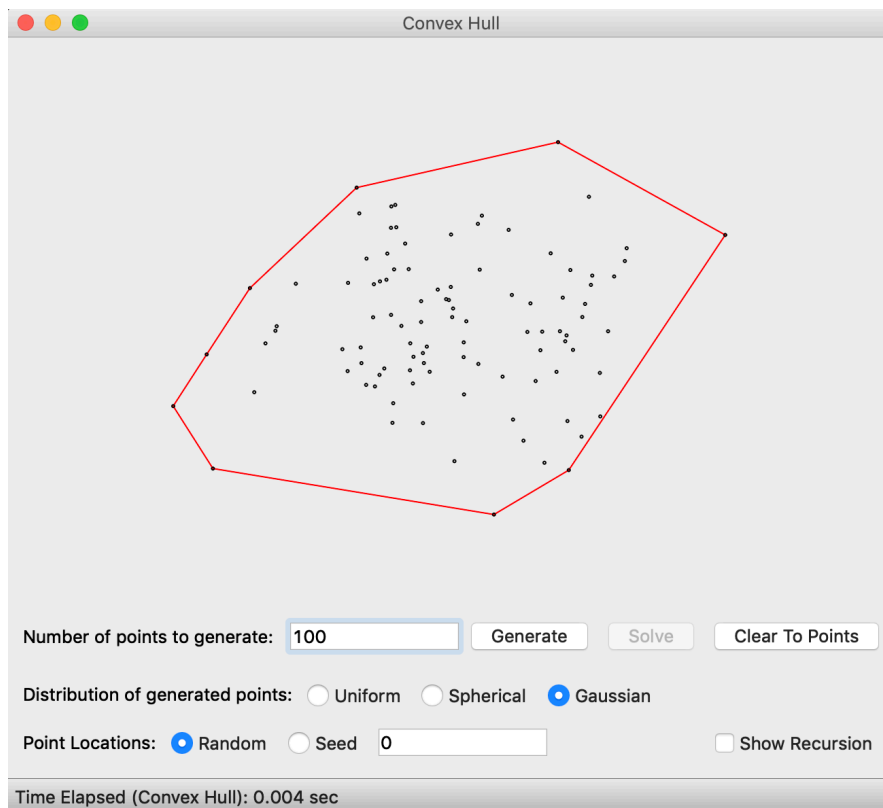 Convex Hull
Number of points to generate: 100 Generate Solve Clear To Points
Distribution of generated points: Uniform Spherical Gaussian
Point Locations: Random Seed 0 Show Recursion
Time Elapsed (Convex Hull): 0.004 sec